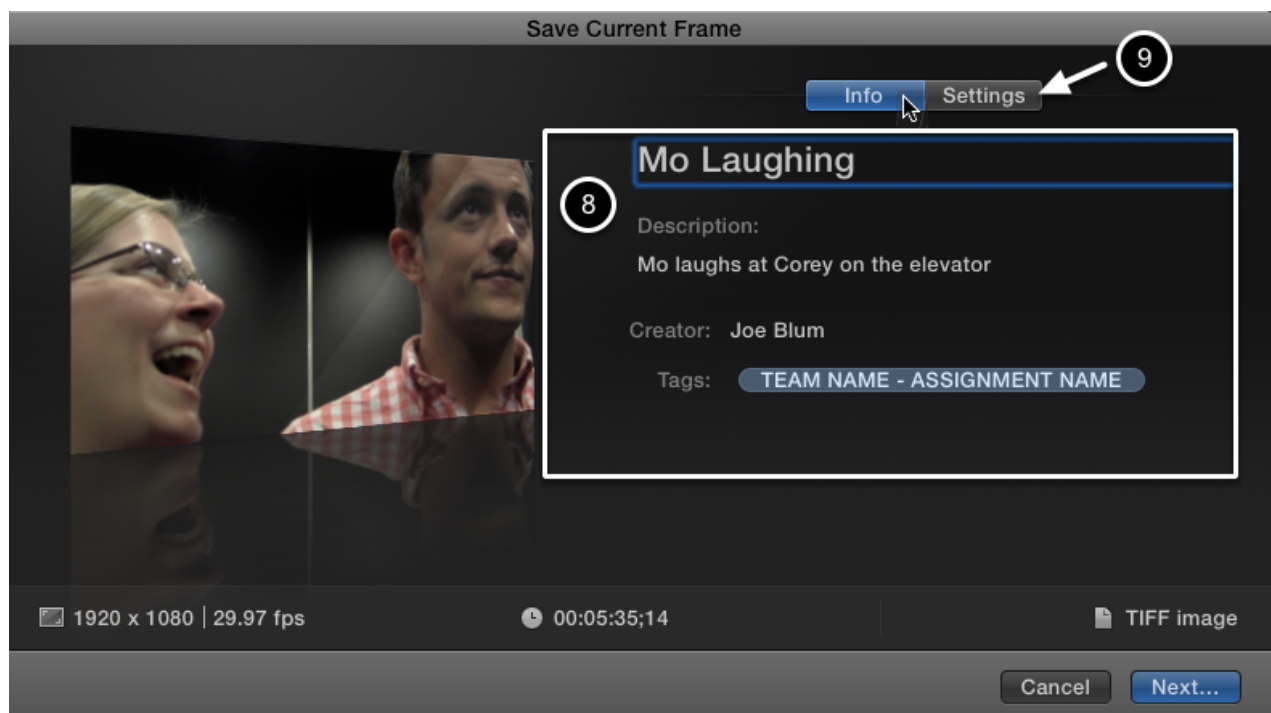 Save Current Frame
9
Info Settings
Mo Laughing
8
Description:
Mo laughs at Corey on the elevator
Creator: Joe Blum
Tags: TEAM NAME - ASSIGNMENT NAME
1920 x 1080 | 29.97 fps 00:05:35;14 TIFF image
Cancel Next...